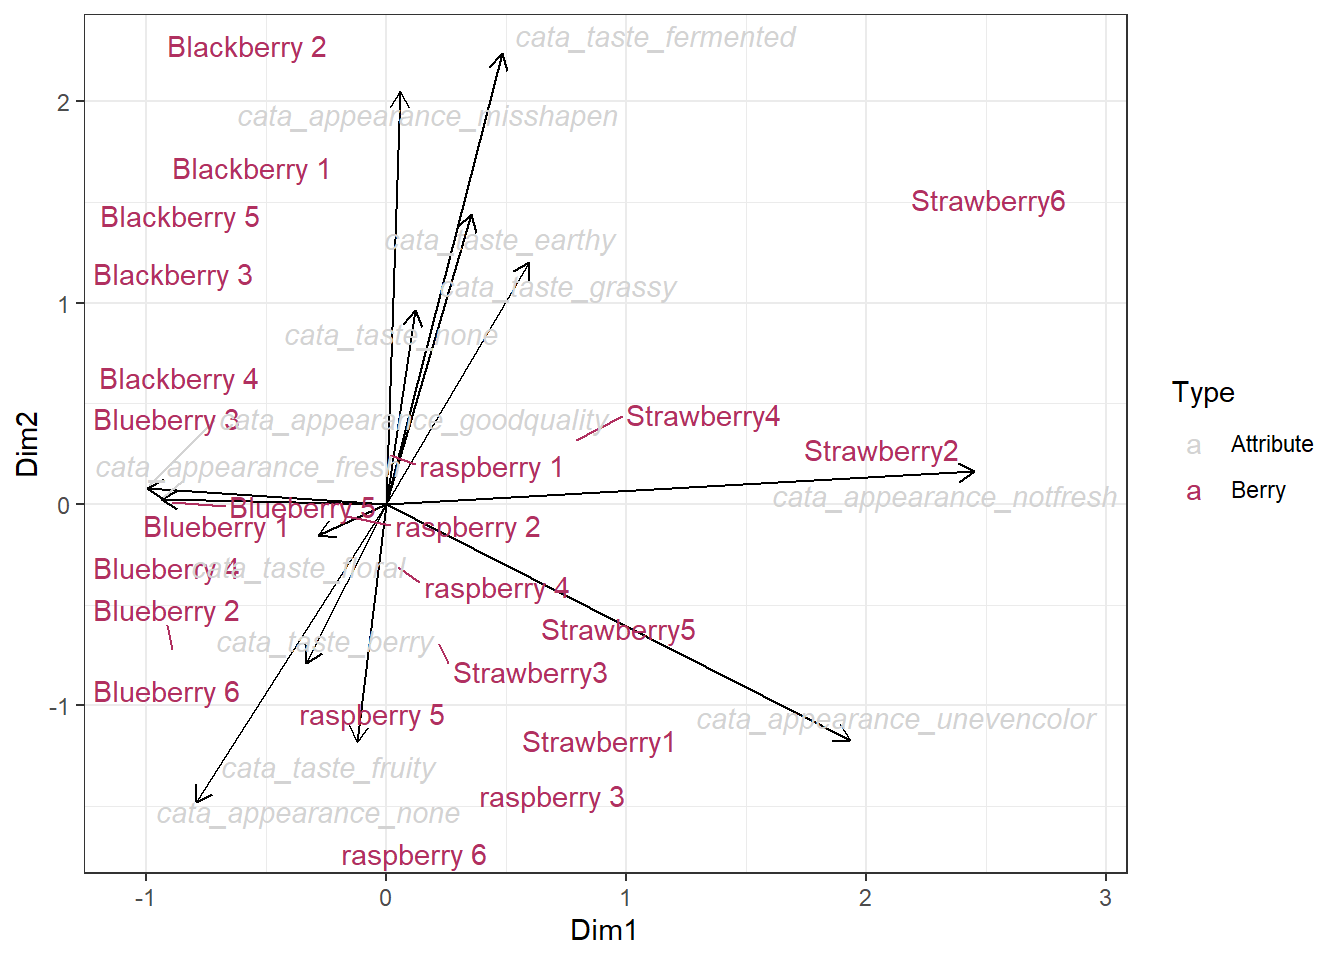 cata_taste_fermented
Blackberry 2
cata_appearance_misshapen
Blackberry 1
Strawberry6
Blackberry 5
cata_taste_earthy
Blackberry 3
cata_taste_grassy
cata_taste_none
Blackberry 4
Blueberry 3
cata_appearance_goodquality
Strawberry4
Strawberry2
cata_appearance_fresh
raspberry 1
cata_appearance_notfresh
Blueberry 5
Blueberry 1
raspberry 2
Blueberry 4
cata_taste_floral
raspberry 4
Blueberry 2
Strawberry5
cata_taste_berry
Strawberry3
Blueberry 6
raspberry 5
cata_appearance_unevencolor
Strawberry1
cata_taste_fruity
raspberry 3
cata_appearance_none
raspberry 6
2
1
0
-1
Dim2
-1
0
1
2
3
Dim1
Type
a Attribute
a Berry